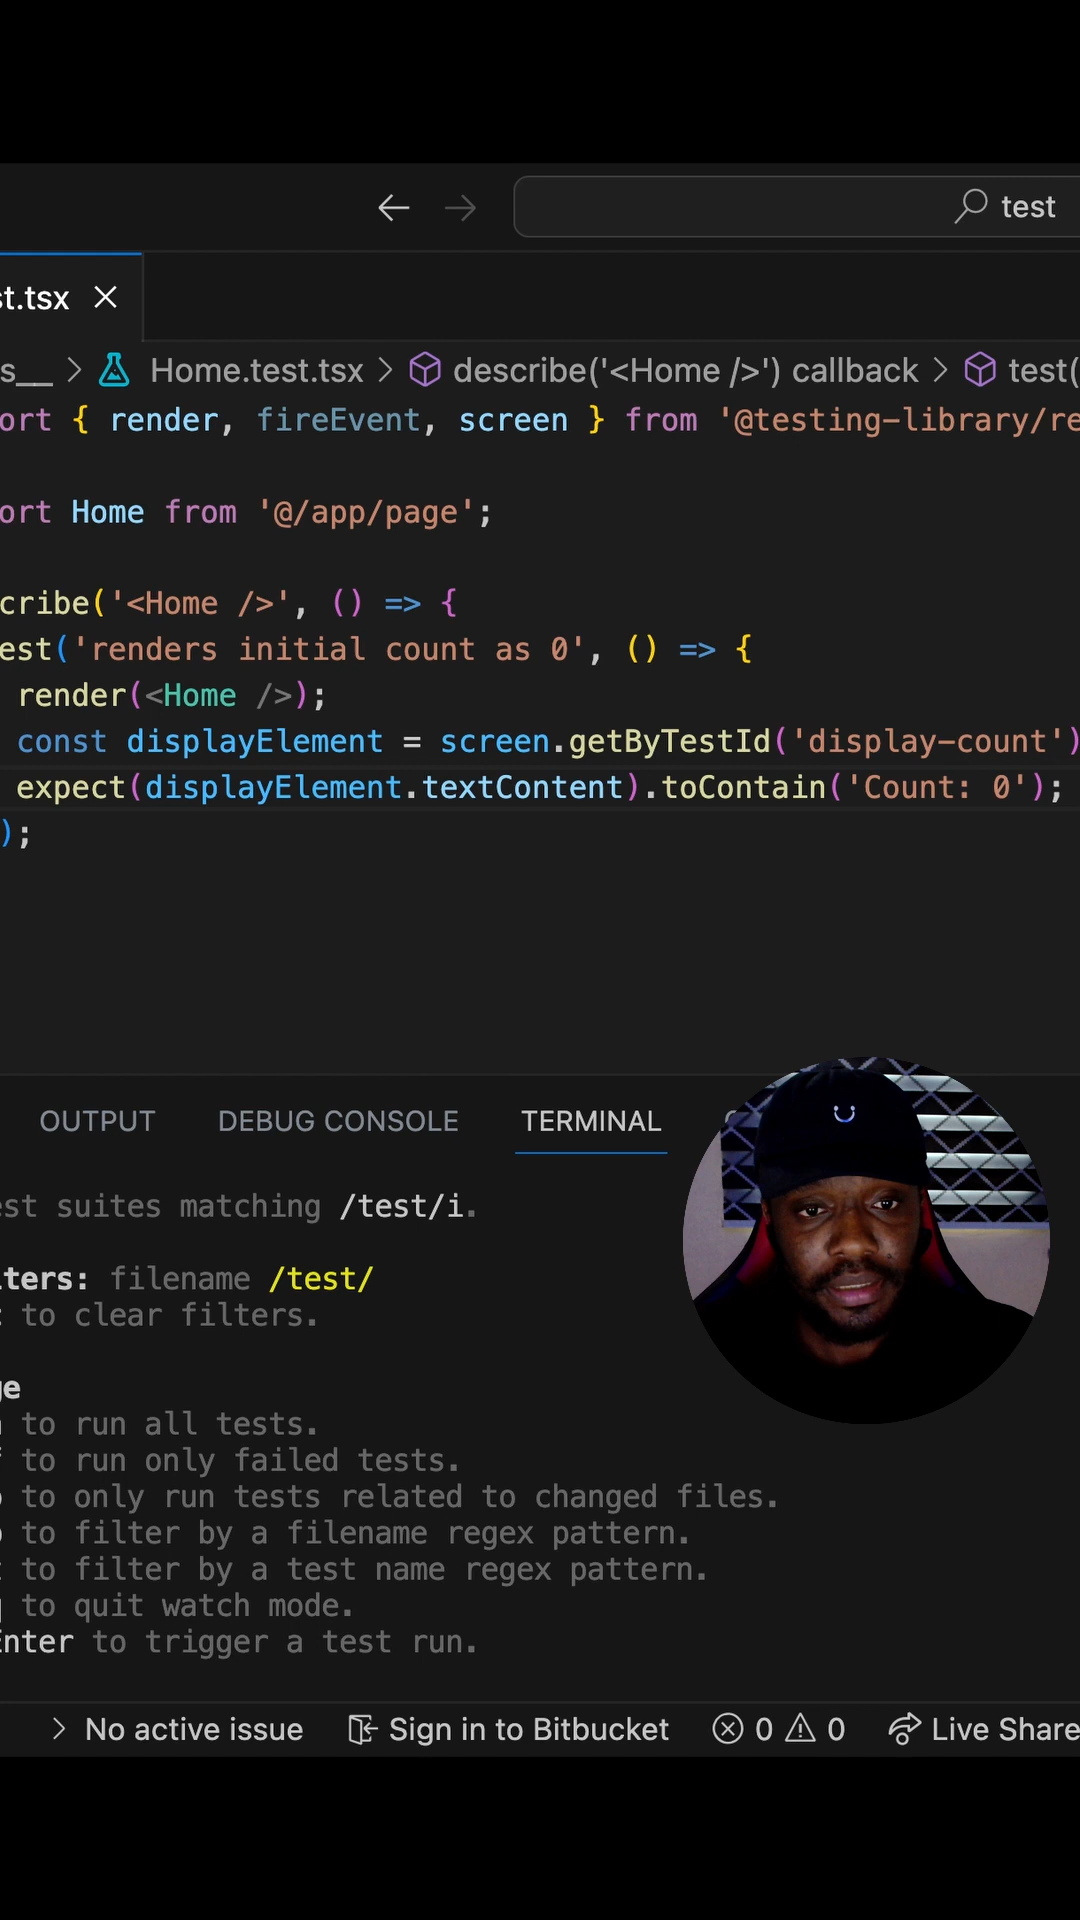 test
st.tsx
s__ > Home.test.tsx > describe('<Home />') callback > test(
ort { render, fireEvent, screen } from '@testing-library/re
ort Home from '@/app/page';
cribe('<Home />', () => {
est('renders initial count as 0', () => {
render(<Home />);
const displayElement = screen.getByTestId('display-count')
expect(displayElement.textContent).toContain('Count: 0');
);
OUTPUT DEBUG CONSOLE TERMINAL
est suites matching /test/i.
lters: filename /test/
to clear filters.
ge
to run all tests.
to run only failed tests.
to only run tests related to changed files.
to filter by a filename regex pattern.
to filter by a test name regex pattern.
to quit watch mode.
Enter to trigger a test run.
> No active issue Sign in to Bitbucket 0 0 Live Share